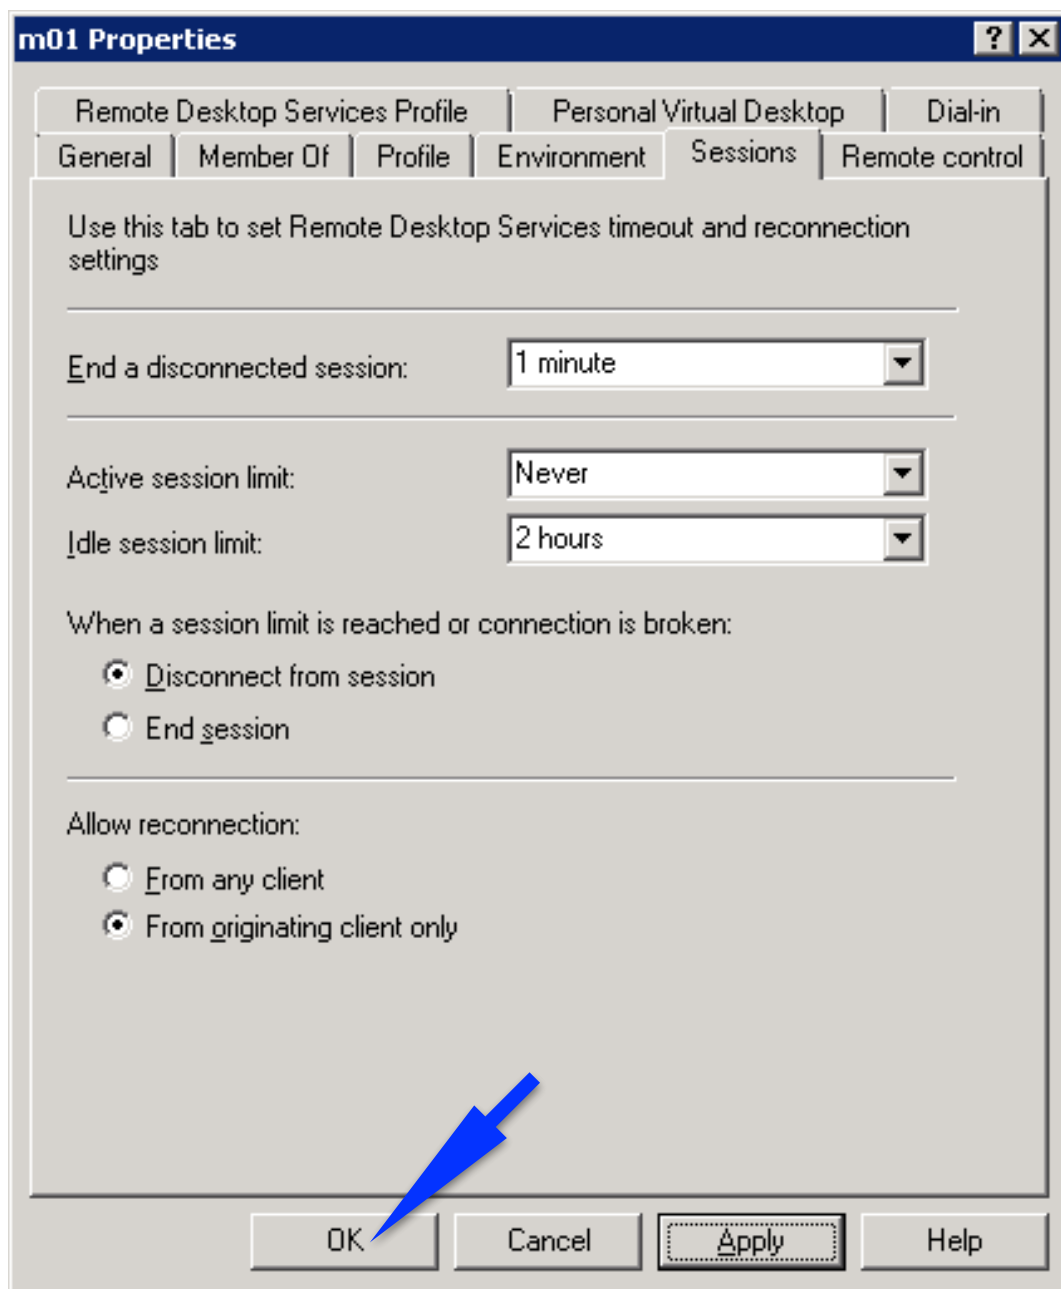 m01 Properties
Remote Desktop Services Profile
Personal Virtual Desktop
Dial-in
General
Member Of
Profile
Environment
Sessions
Remote control
Use this tab to set Remote Desktop Services timeout and reconnection
settings
End a disconnected session:
1 minute
Active session limit:
Never
Idle session limit:
2 hours
When a session limit is reached or connection is broken:
Disconnect from session
End session
Allow reconnection:
From any client
From originating client only
OK
Cancel
Apply
Help